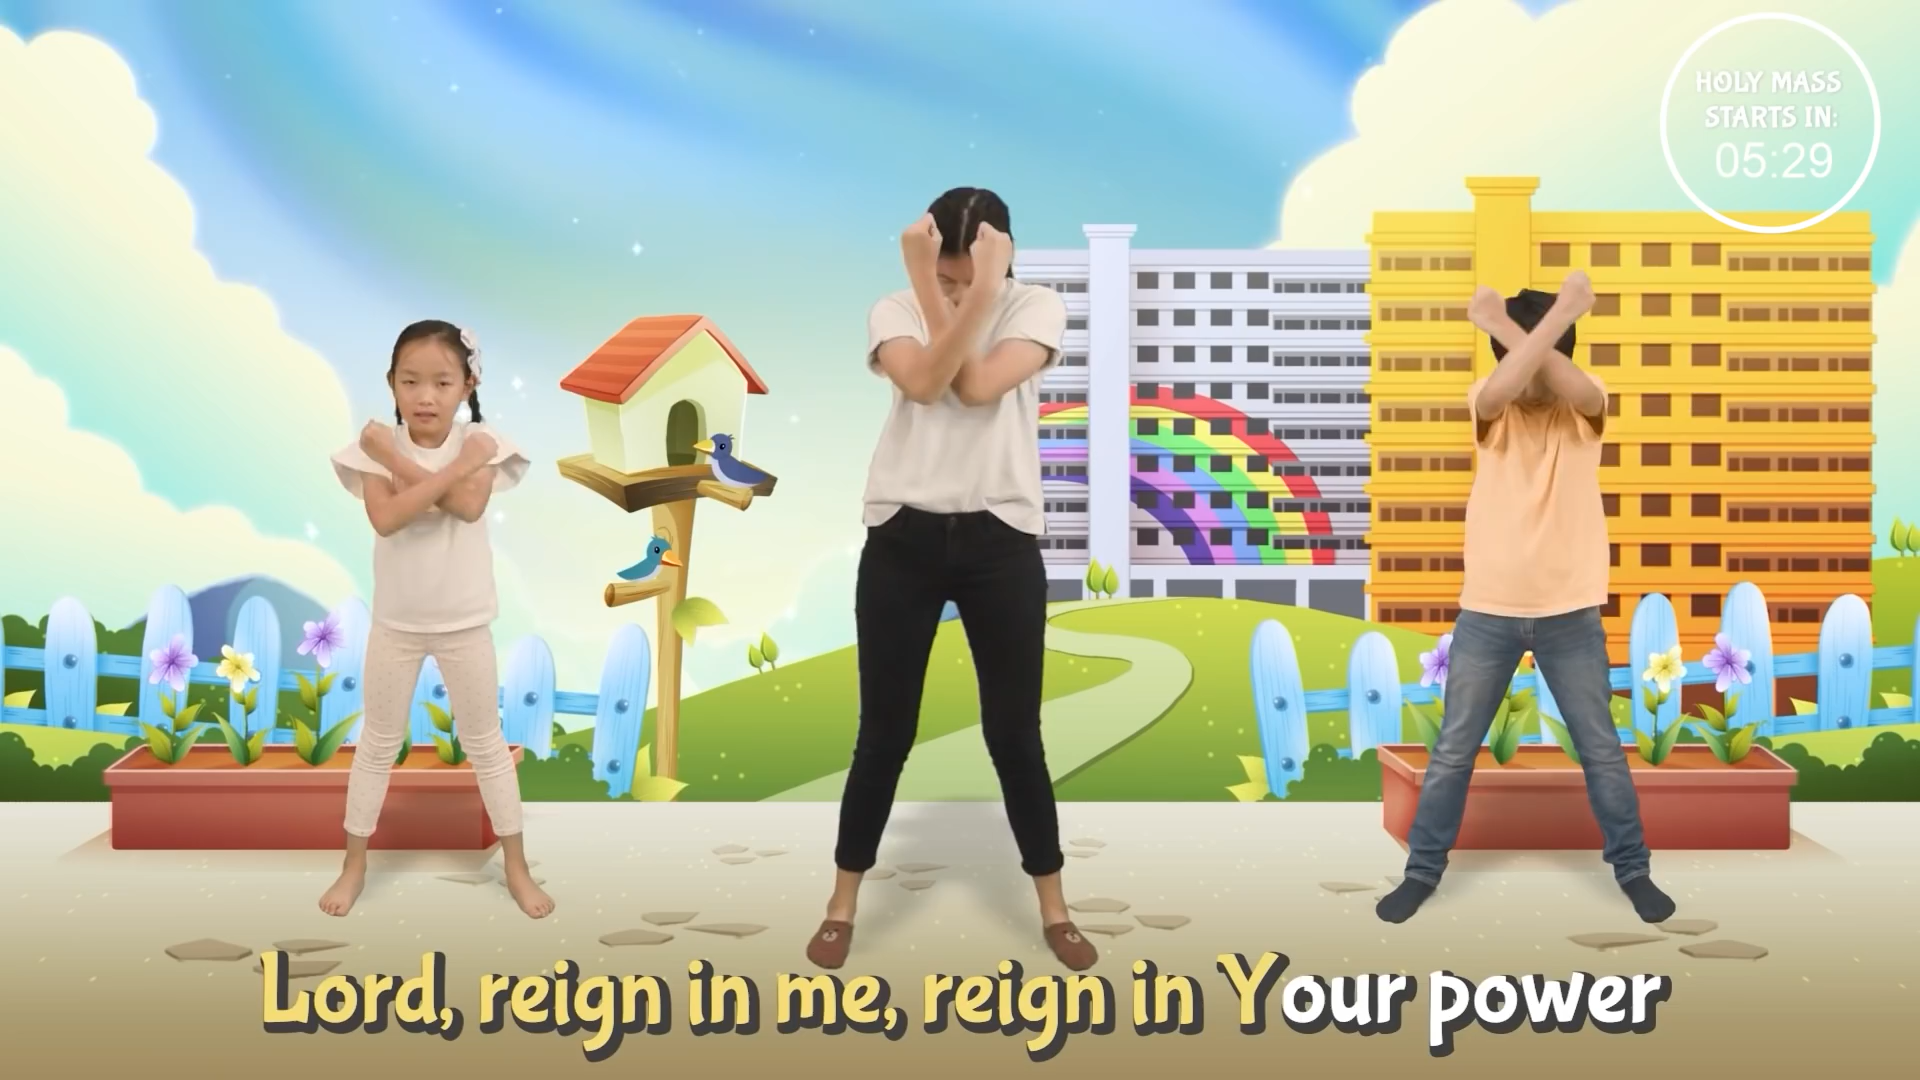 HOLY MASS
STARTS IN:
05:29
Lord, reign in me, reign in Your power